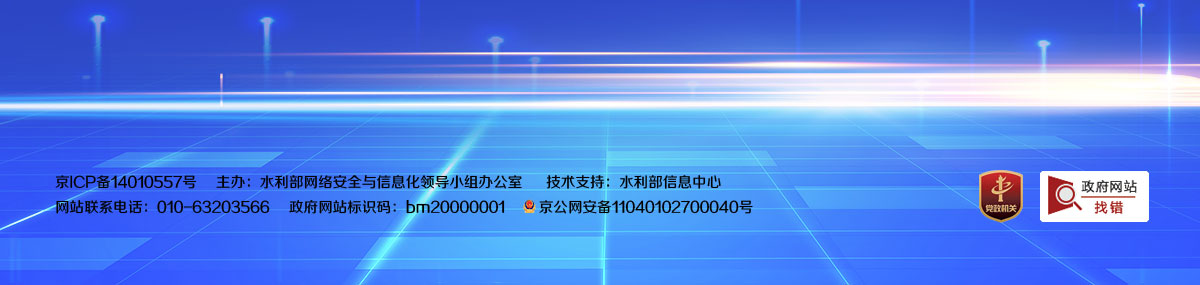 京ICP备14010557号 主办：水利部网络安全与信息化领导小组办公室 技术支持：水利部信息中心
网站联系电话：010-63203566 政府网站标识码：bm20000001 京公网安备11040102700040号
党政机关
政府网站
找错